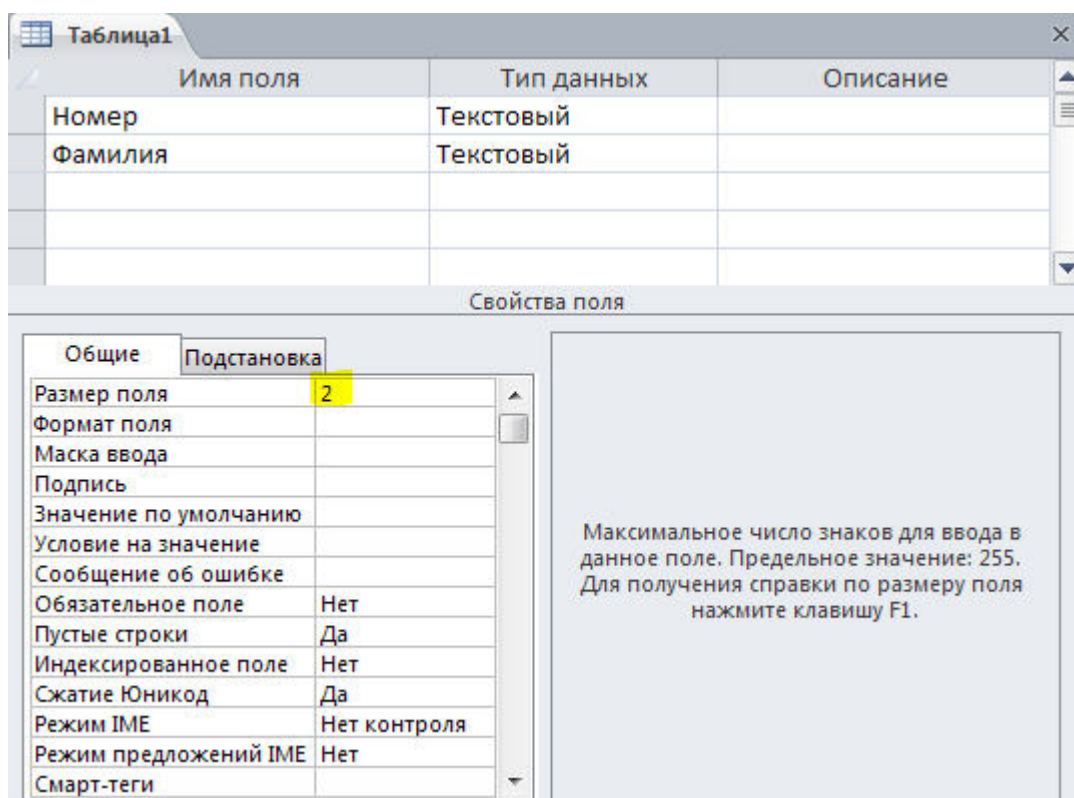 Таблица1
Имя поля Тип данных Описание
Номер Текстовый
Фамилия Текстовый
Свойства поля
Общие Подстановка
Размер поля 2
Формат поля
Маска ввода
Подпись
Значение по умолчанию
Условие на значение
Сообщение об ошибке
Обязательное поле Нет
Пустые строки Да
Индексированное поле Нет
Сжатие Юникод Да
Режим IME Нет контроля
Режим предложений IME Нет
Смарт-теги
Максимальное число знаков для ввода в
данное поле. Предельное значение: 255.
Для получения справки по размеру поля
нажмите клавишу F1.